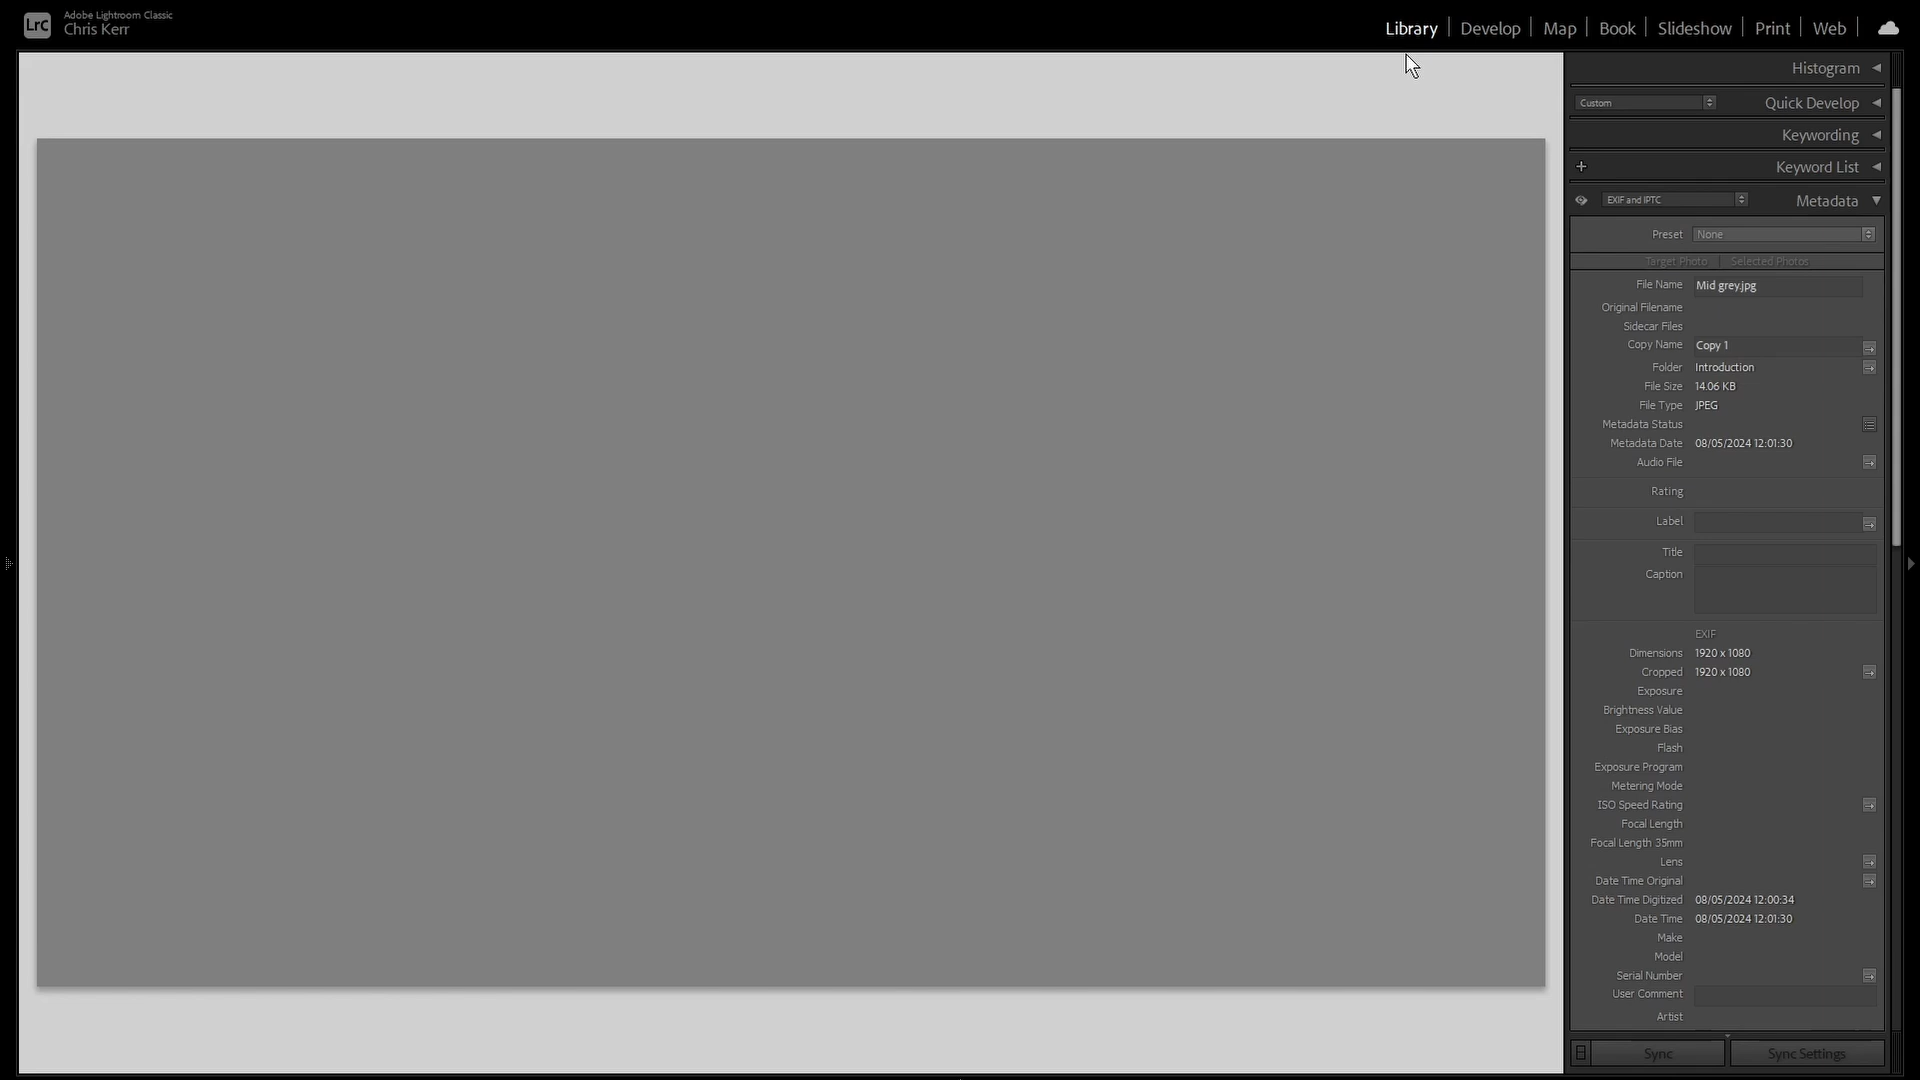 LrC
Adobe Lightroom Classic
Chris Kerr
Library | Develop | Map | Book | Slideshow | Print | Web
Histogram
Custom
Quick Develop
Keywording
+ Keyword List
EXIF and IPTC
Metadata
Preset None
Target Photo | Selected Photos
File Name Mid grey.jpg
Original Filename
Sidecar Files
Copy Name Copy 1
Folder Introduction
File Size 14.06 KB
File Type JPEG
Metadata Status
Metadata Date 08/05/2024 12:01:30
Audio File
Rating
Label
Title
Caption
EXIF
Dimensions 1920 x 1080
Cropped 1920 x 1080
Exposure
Brightness Value
Exposure Bias
Flash
Exposure Program
Metering Mode
ISO Speed Rating
Focal Length
Focal Length 35mm
Lens
Date Time Original
Date Time Digitized 08/05/2024 12:00:34
Date Time 08/05/2024 12:01:30
Make
Model
Serial Number
User Comment
Artist
Sync
Sync Settings